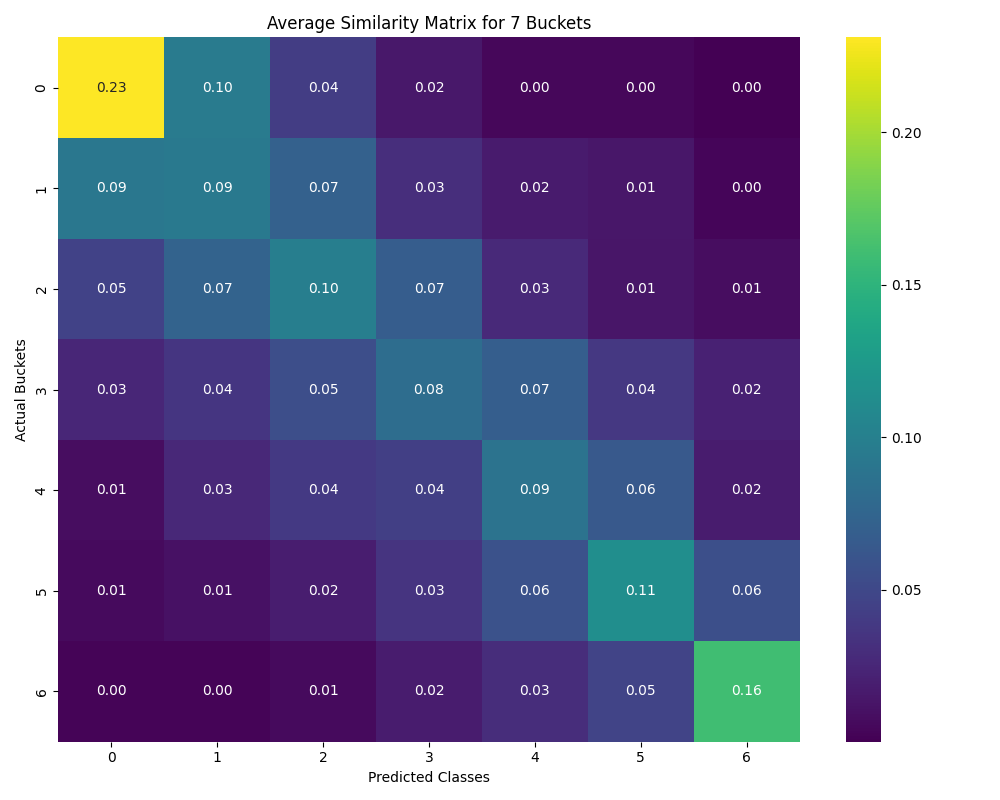 Average Similarity Matrix for 7 Buckets
0 0.23 0.10 0.04 0.02 0.00 0.00 0.00
1 0.09 0.09 0.07 0.03 0.02 0.01 0.00
2 0.05 0.07 0.10 0.07 0.03 0.01 0.01
3 0.03 0.04 0.05 0.08 0.07 0.04 0.02
4 0.01 0.03 0.04 0.04 0.09 0.06 0.02
5 0.01 0.01 0.02 0.03 0.06 0.11 0.06
6 0.00 0.00 0.01 0.02 0.03 0.05 0.16
0 1 2 3 4 5 6
Predicted Classes
Actual Buckets
0.20
0.15
0.10
0.05